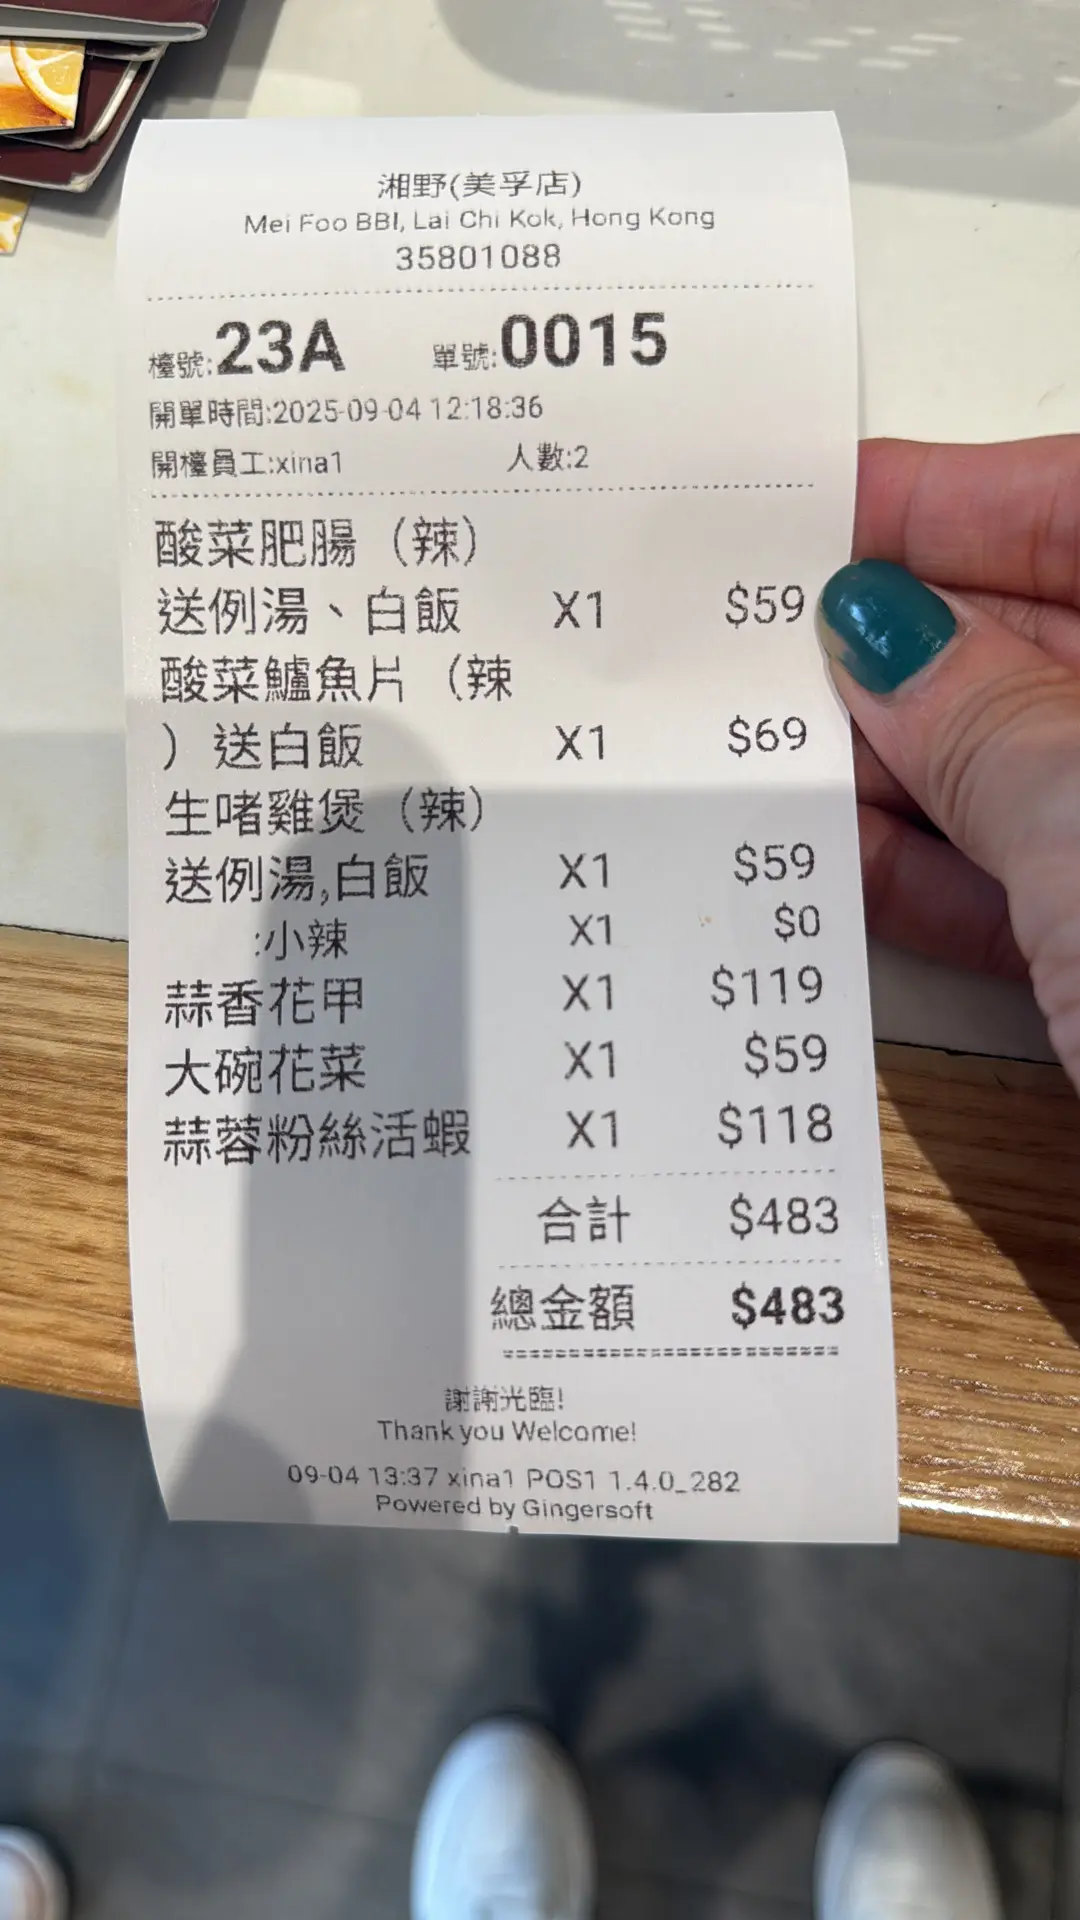 湘野(美孚店)
Mei Foo BBI, Lai Chi Kok, Hong Kong
35801088
檯號:23A 單號:0015
開單時間:2025-09-04 12:18:36
開檯員工:xina1 人數:2
酸菜肥腸（辣）
送例湯、白飯 X1 $59
酸菜鱸魚片（辣
）送白飯 X1 $69
生啫雞煲（辣）
送例湯,白飯 X1 $59
:小辣 X1 $0
蒜香花甲 X1 $119
大碗花菜 X1 $59
蒜蓉粉絲活蝦 X1 $118
合計 $483
總金額 $483
謝謝光臨!
Thank you Welcome!
09-04 13:37 xina1 POS1 1.4.0_282
Powered by Gingersoft